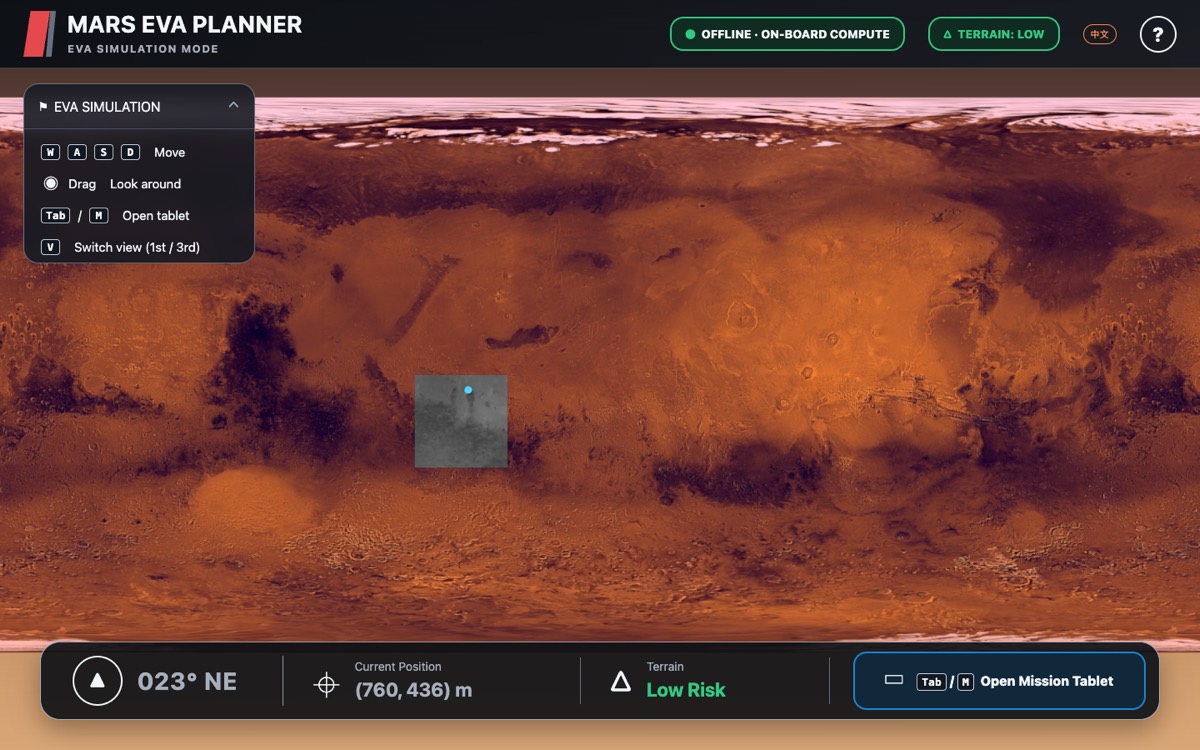 MARS EVA PLANNER
EVA SIMULATION MODE
OFFLINE · ON-BOARD COMPUTE
TERRAIN: LOW
中文
?
EVA SIMULATION
W A S D Move
Drag Look around
Tab / M Open tablet
V Switch view (1st / 3rd)
023° NE
Current Position
(760, 436) m
Terrain
Low Risk
Tab / M Open Mission Tablet